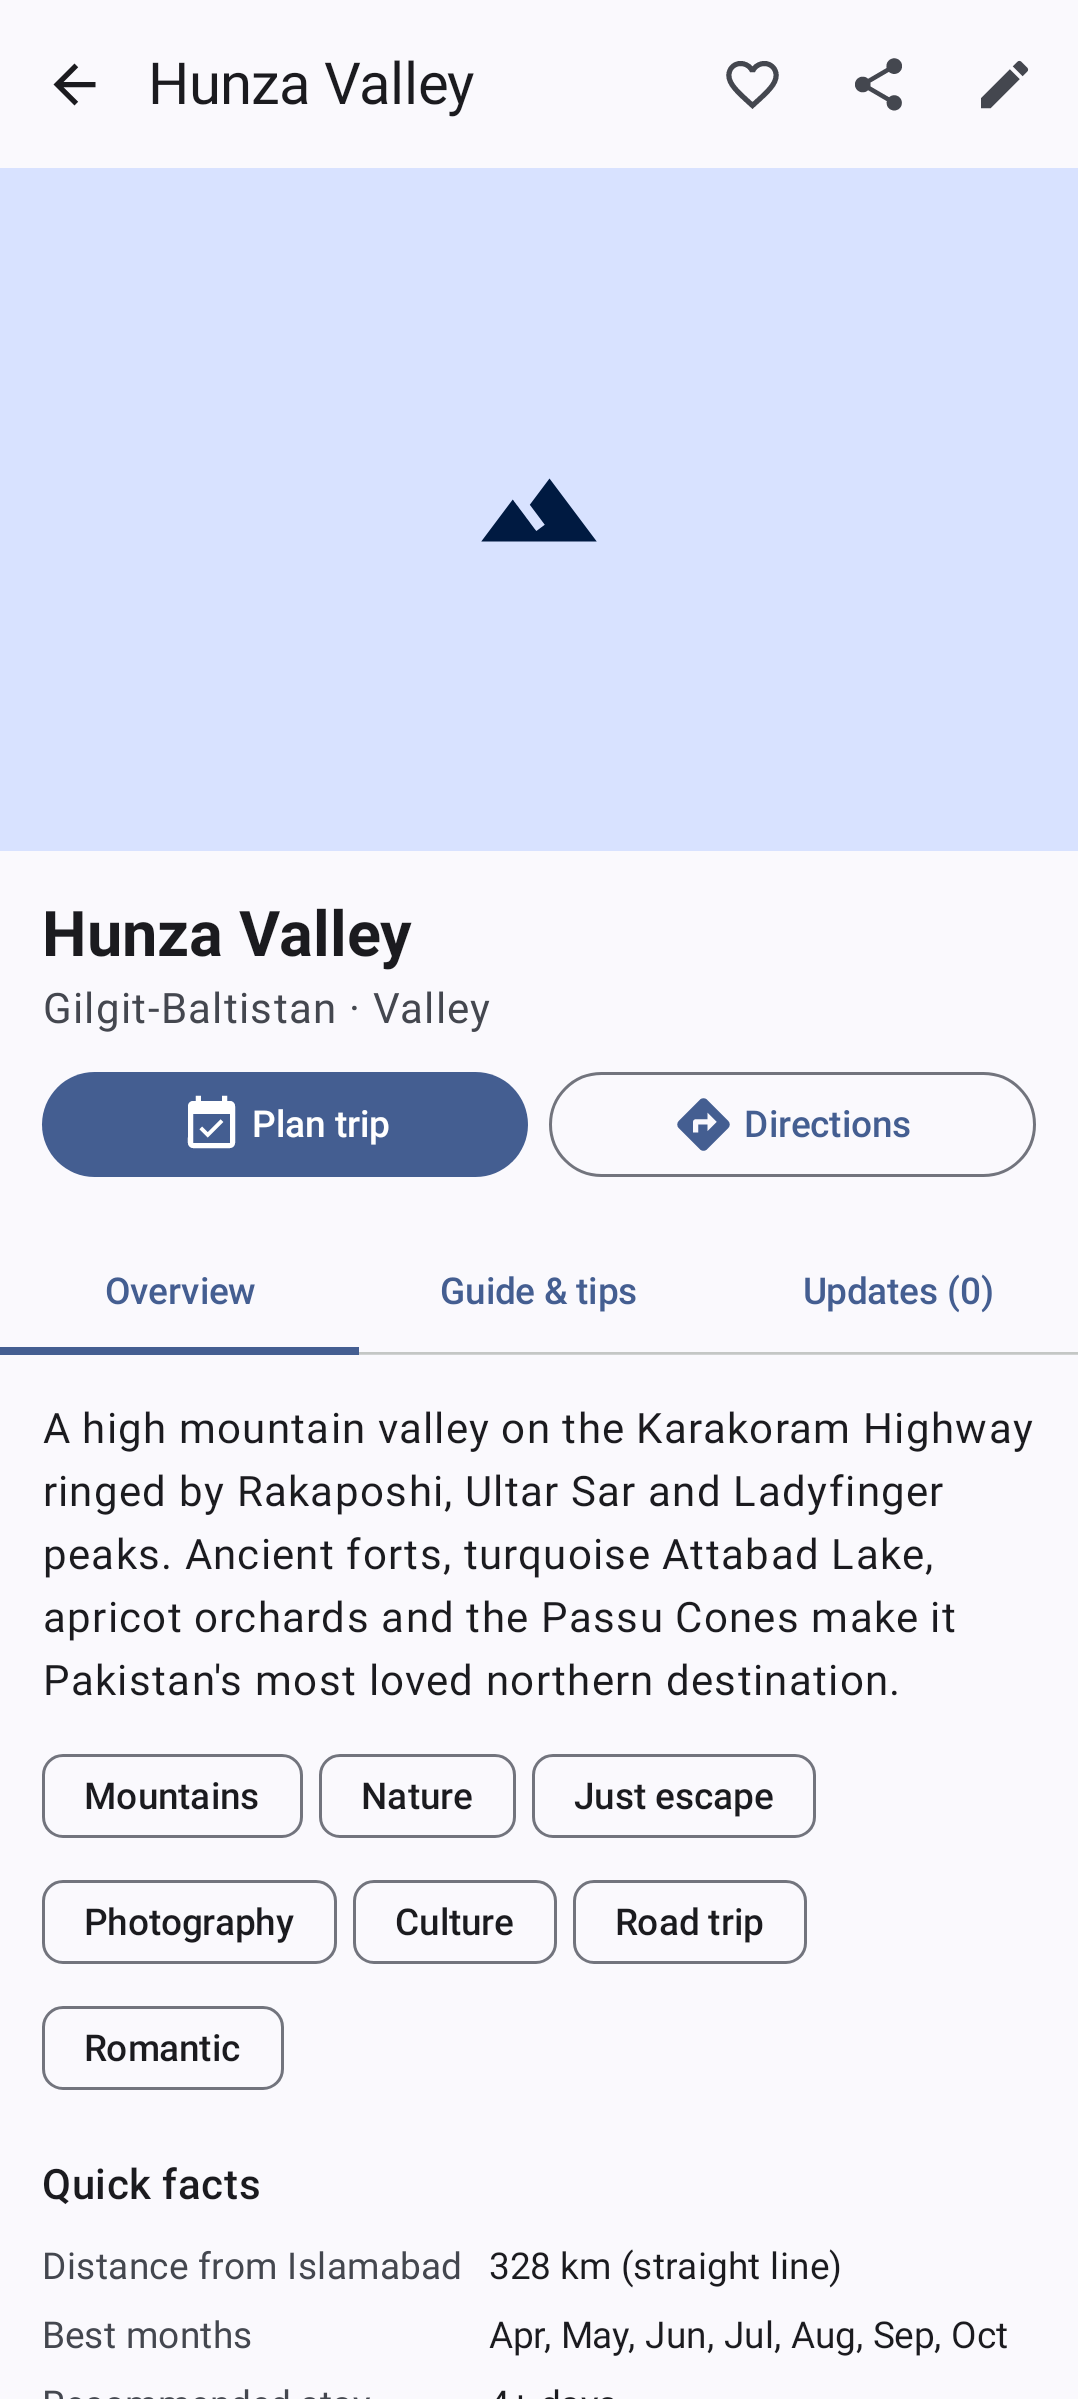 Hunza Valley
Hunza Valley
Gilgit-Baltistan · Valley
Plan trip
Directions
Overview
Guide & tips
Updates (0)
A high mountain valley on the Karakoram Highway
ringed by Rakaposhi, Ultar Sar and Ladyfinger
peaks. Ancient forts, turquoise Attabad Lake,
apricot orchards and the Passu Cones make it
Pakistan's most loved northern destination.
Mountains
Nature
Just escape
Photography
Culture
Road trip
Romantic
Quick facts
Distance from Islamabad 328 km (straight line)
Best months Apr, May, Jun, Jul, Aug, Sep, Oct